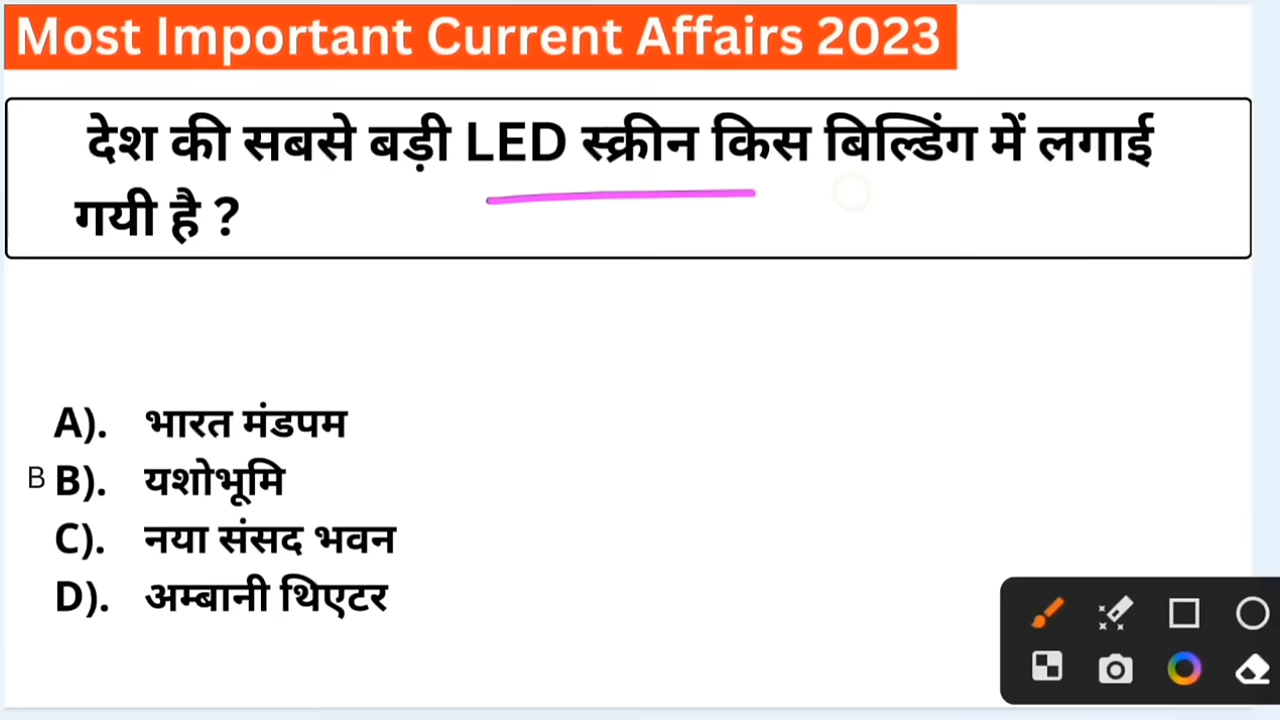 Most Important Current Affairs 2023
देश की सबसे बड़ी LED स्क्रीन किस बिल्डिंग में लगाई
गयी है ?
A). भारत मंडपम
B B). यशोभूमि
C). नया संसद भवन
D). अम्बानी थिएटर